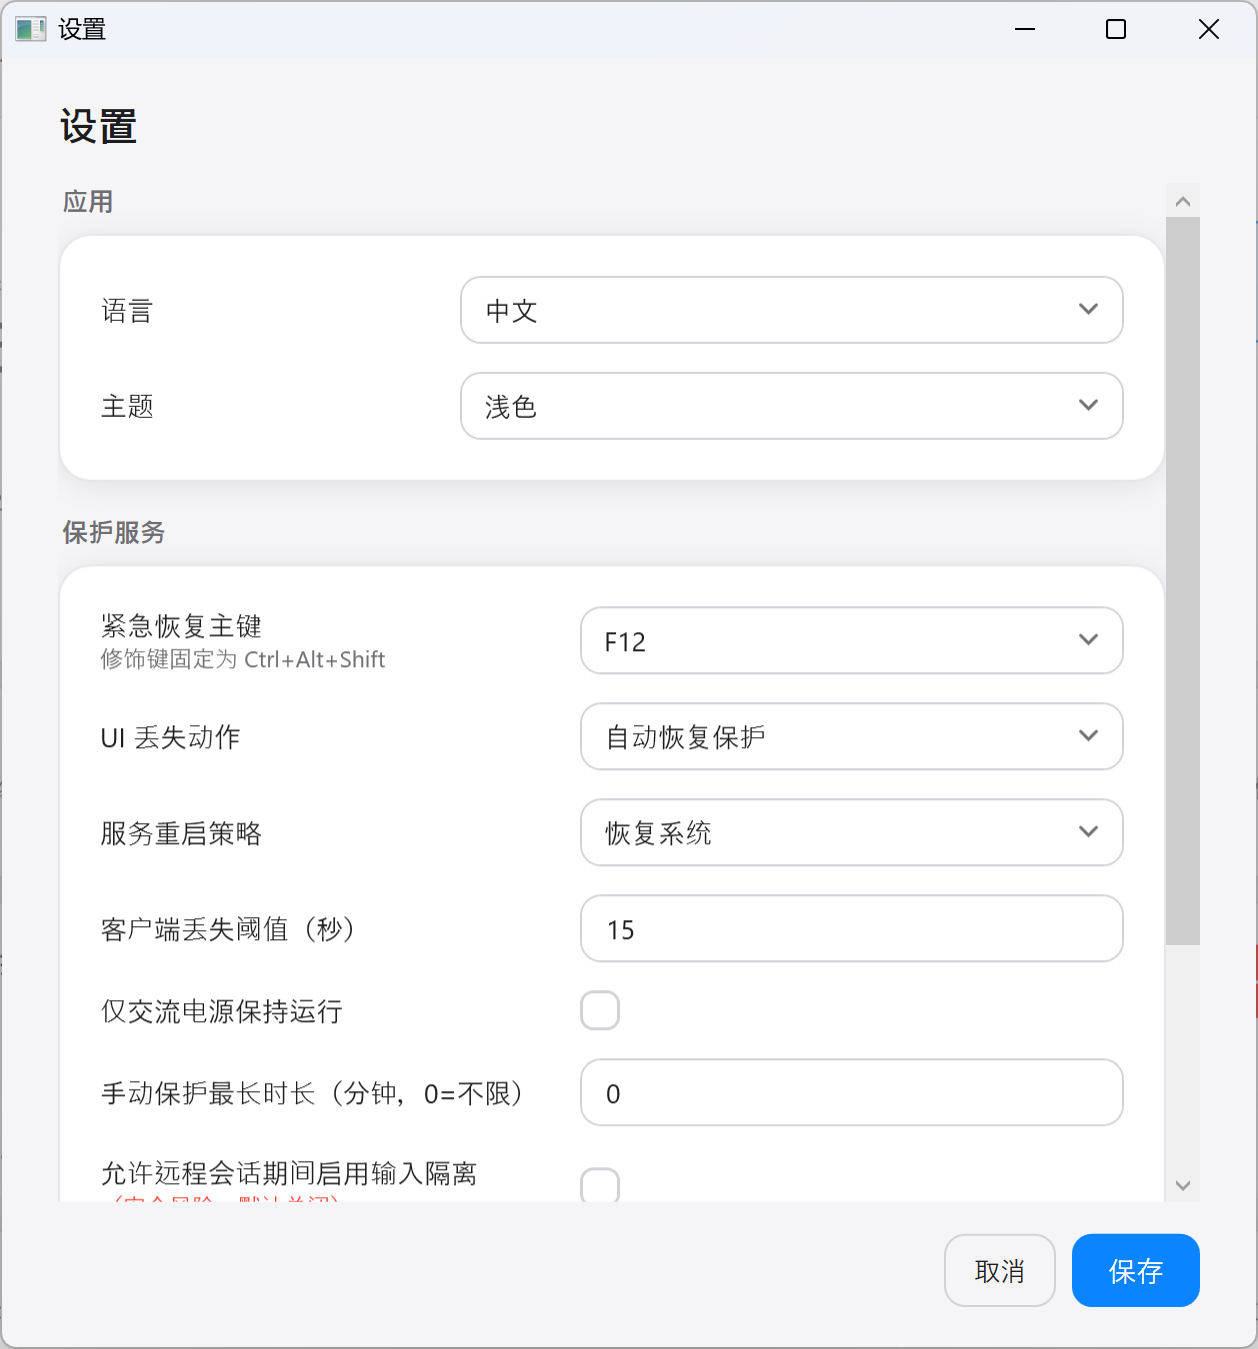 设置
设置
应用
语言
中文
主题
浅色
保护服务
紧急恢复主键
修饰键固定为 Ctrl+Alt+Shift
F12
UI 丢失动作
自动恢复保护
服务重启策略
恢复系统
客户端丢失阈值（秒）
15
仅交流电源保持运行
手动保护最长时长（分钟，0=不限）
0
允许远程会话期间启用输入隔离
取消
保存